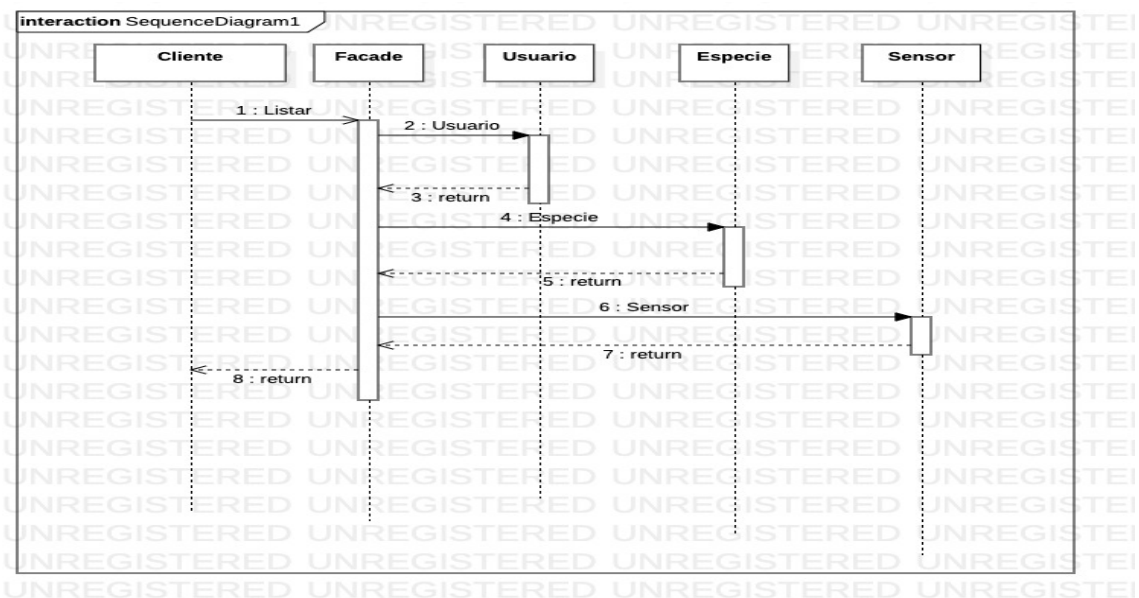 interaction SequenceDiagram1
Cliente Facade Usuario Especie Sensor
1 : Listar
2 : Usuario
3 : return
4 : Especie
5 : return
6 : Sensor
7 : return
8 : return
UNREGISTERED